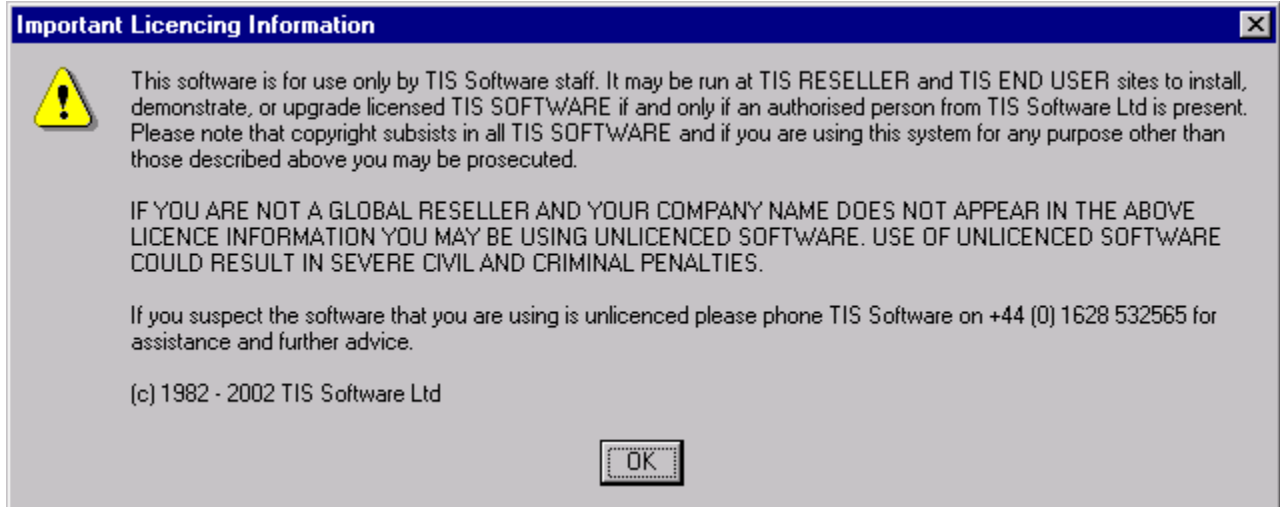 Important Licencing Information
This software is for use only by TIS Software staff. It may be run at TIS RESELLER and TIS END USER sites to install,
demonstrate, or upgrade licensed TIS SOFTWARE if and only if an authorised person from TIS Software Ltd is present.
Please note that copyright subsists in all TIS SOFTWARE and if you are using this system for any purpose other than
those described above you may be prosecuted.
IF YOU ARE NOT A GLOBAL RESELLER AND YOUR COMPANY NAME DOES NOT APPEAR IN THE ABOVE
LICENCE INFORMATION YOU MAY BE USING UNLICENCED SOFTWARE. USE OF UNLICENCED SOFTWARE
COULD RESULT IN SEVERE CIVIL AND CRIMINAL PENALTIES.
If you suspect the software that you are using is unlicenced please phone TIS Software on +44 (0) 1628 532565 for
assistance and further advice.
(c) 1982 - 2002 TIS Software Ltd
OK